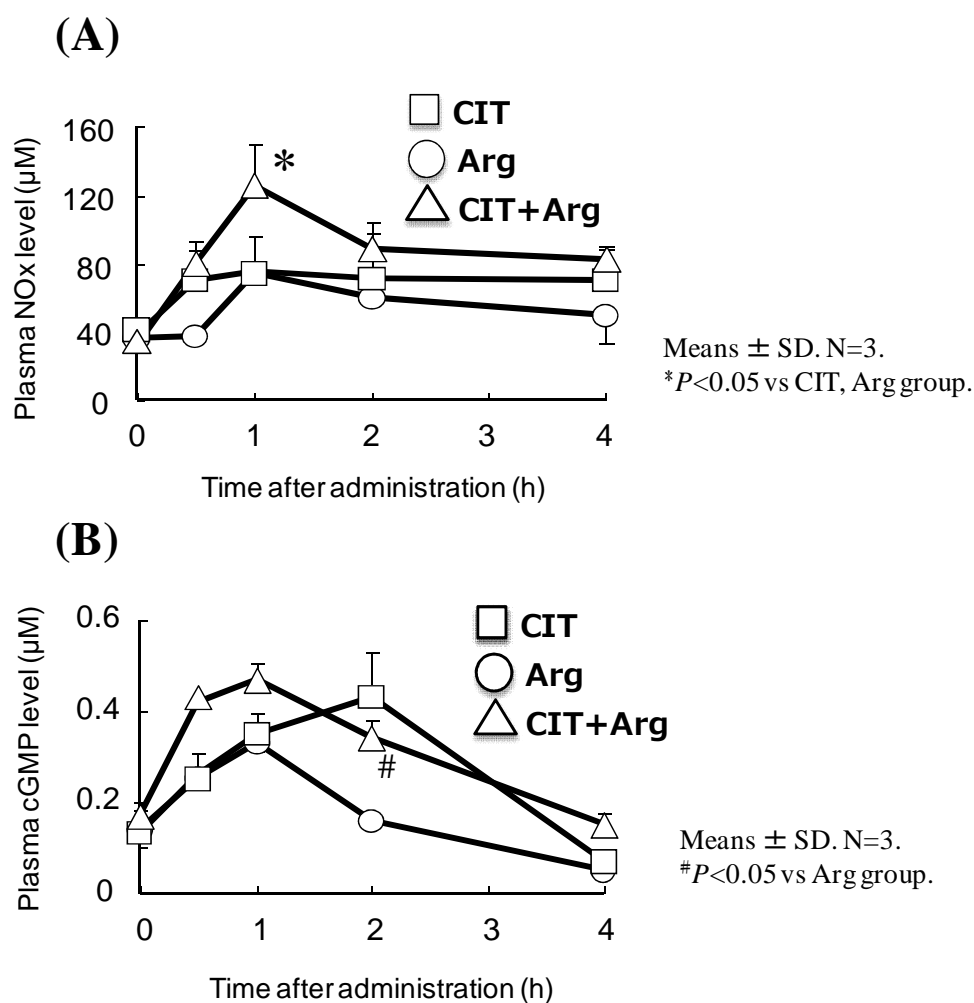 (A)
CIT
Arg
CIT+Arg
Plasma NOx level (µM)
160
120
80
40
0
*
0 1 2 3 4
Time after administration (h)
Means ± SD. N=3.
*P<0.05 vs CIT, Arg group.
(B)
CIT
Arg
CIT+Arg
Plasma cGMP level (µM)
0.6
0.4
0.2
0
#
0 1 2 3 4
Time after administration (h)
Means ± SD. N=3.
#P<0.05 vs Arg group.